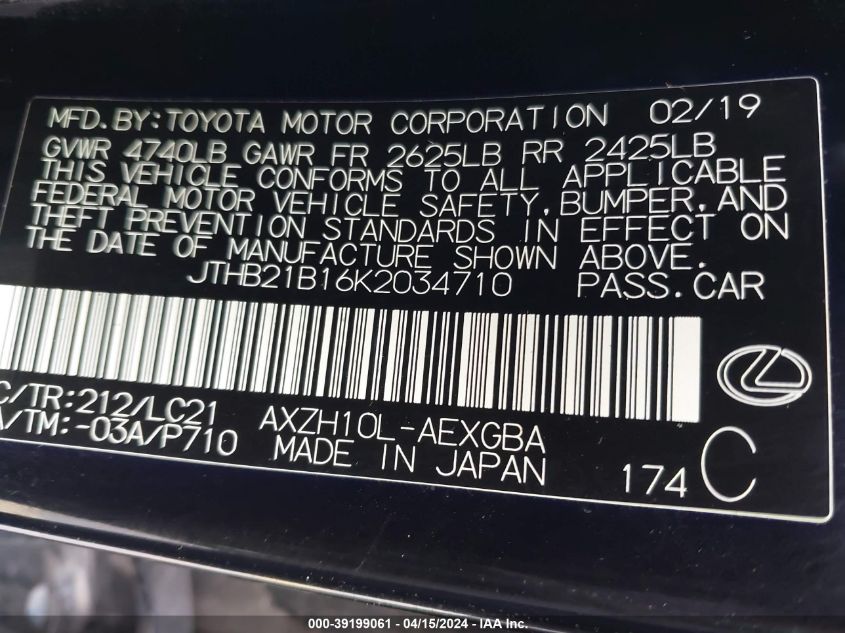 MFD.BY:TOYOTA MOTOR CORPORATION 02/19
GVWR 4740LB GAWR FR 2625LB RR 2425LB
THIS VEHICLE CONFORMS TO ALL APPLICABLE
FEDERAL MOTOR VEHICLE SAFETY,BUMPER,AND
THEFT PREVENTION STANDARDS IN EFFECT ON
THE DATE OF MANUFACTURE SHOWN ABOVE.
JTHB21B16K2034710 PASS.CAR
C/TR:212/LC21 AXZH10L-AEXGBA
A/TM:-03A/P710 MADE IN JAPAN
174 C
000-39199061 - 04/15/2024 - IAA Inc.